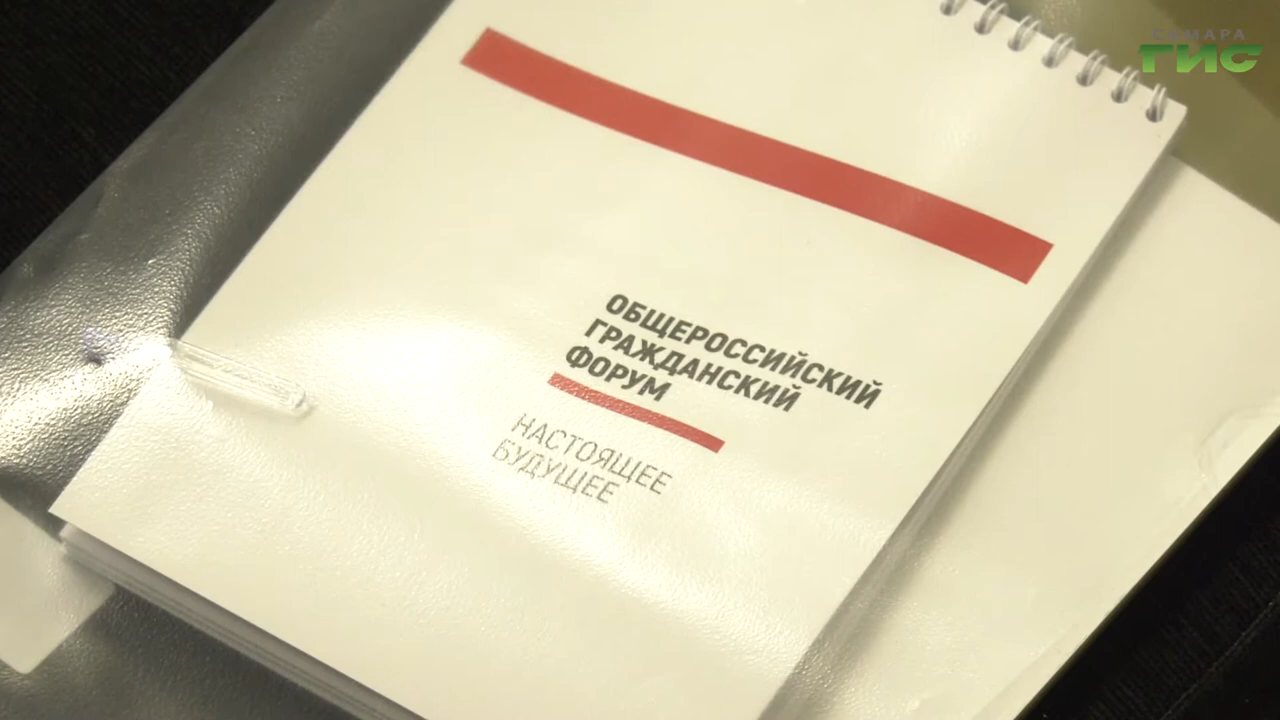 САМАРА
ГИС
ОБЩЕРОССИЙСКИЙ
ГРАЖДАНСКИЙ
ФОРУМ
НАСТОЯЩЕЕ
БУДУЩЕЕ